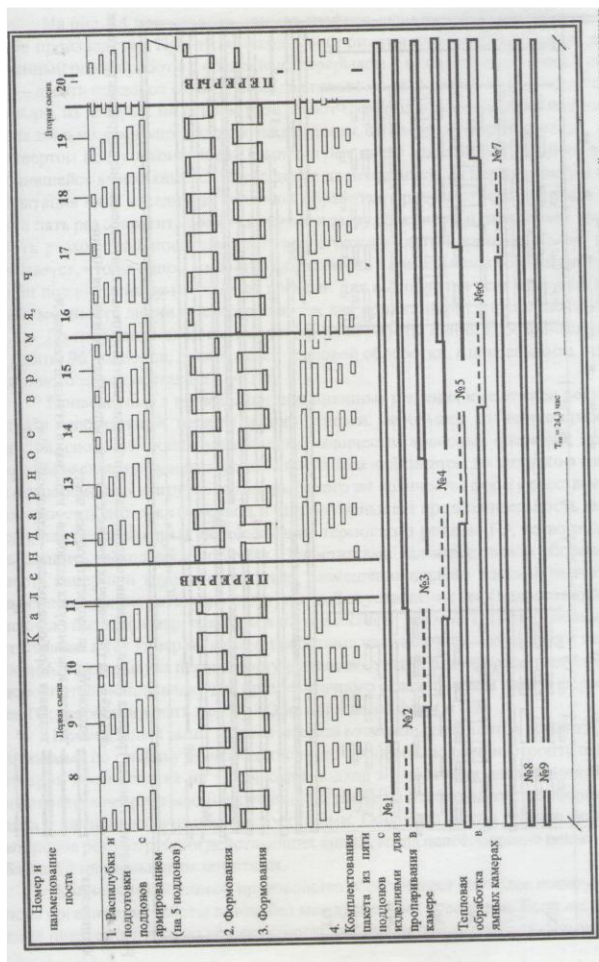 Номер и
наименование
поста
Календарное время, ч
Первая смена
Вторая смена
8
9
10
11
12
13
14
15
16
17
18
19
20
1. Распалубки и
подготовки
поддонов с
армированием
(на 5 поддонов)
2. Формования
3. Формования
4.
Комплектования
пакета из пяти
поддонов с
изделиями для
пропаривания в
камере
Тепловая
обработка в
ямных камерах
ПЕРЕРЫВ
ПЕРЕРЫВ
№1
№2
№3
№4
№5
№6
№7
№8
№9
= 24,3 час